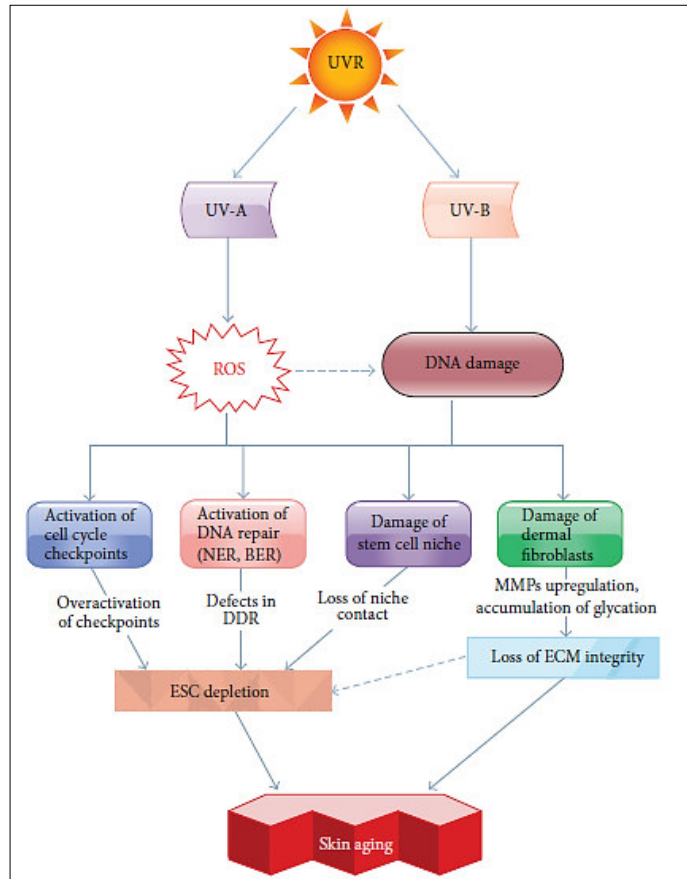 UVR
UV-A
UV-B
ROS
DNA damage
Activation of
cell cycle
checkpoints
Activation of
DNA repair
(NER, BER)
Damage of
stem cell niche
Damage of
dermal
fibroblasts
Overactivation
of checkpoints
Defects in
DDR
Loss of niche
contact
MMPs upregulation,
accumulation of glycation
ESC depletion
Loss of ECM integrity
Skin aging